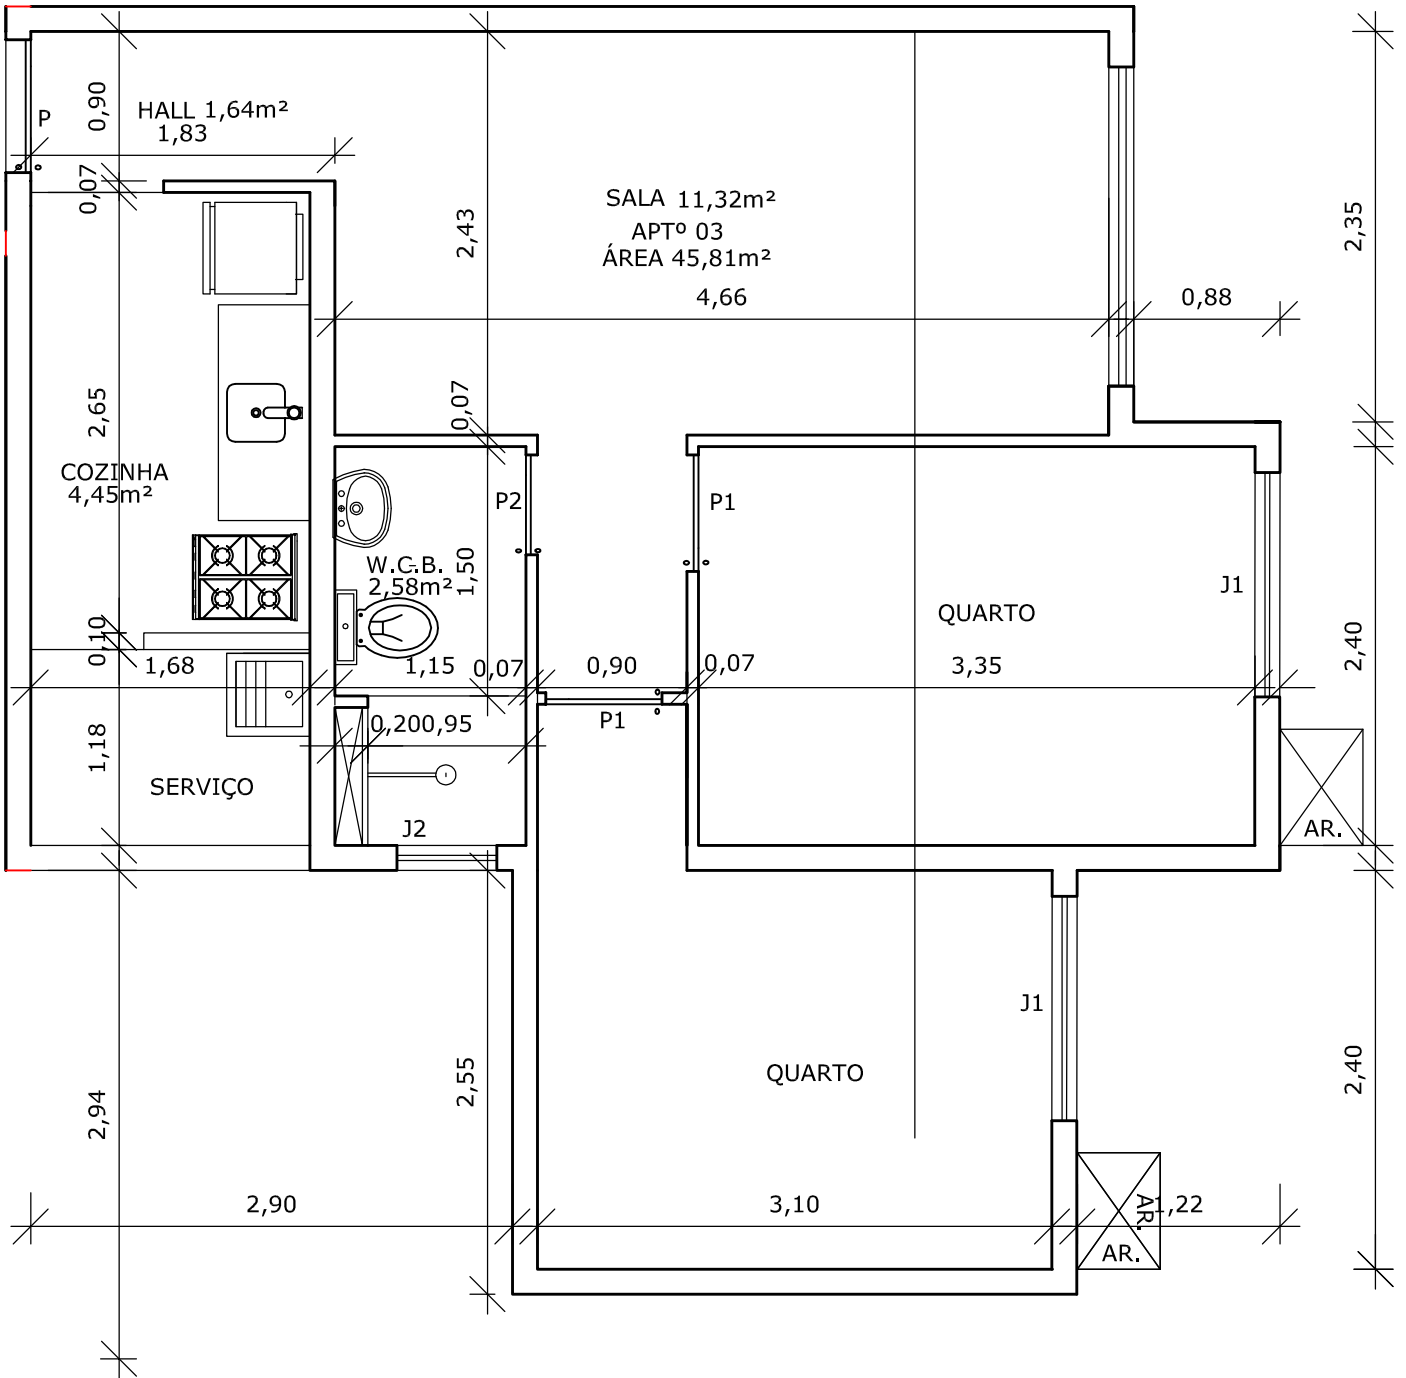 0,90
P
HALL 1,64m²
1,83
0,07
SALA 11,32m²
APTº 03
ÁREA 45,81m²
4,66
0,88
2,43
2,35
2,65
0,07
COZINHA
4,45m²
P2
P1
W.C.B.
2,58m²
1,50
J1
QUARTO
0,10
1,68
1,15
0,07
0,90
0,07
3,35
2,40
P1
0,20
0,95
1,18
SERVIÇO
J2
AR.
J1
QUARTO
2,55
2,40
2,94
2,90
3,10
AR.
1,22
AR.